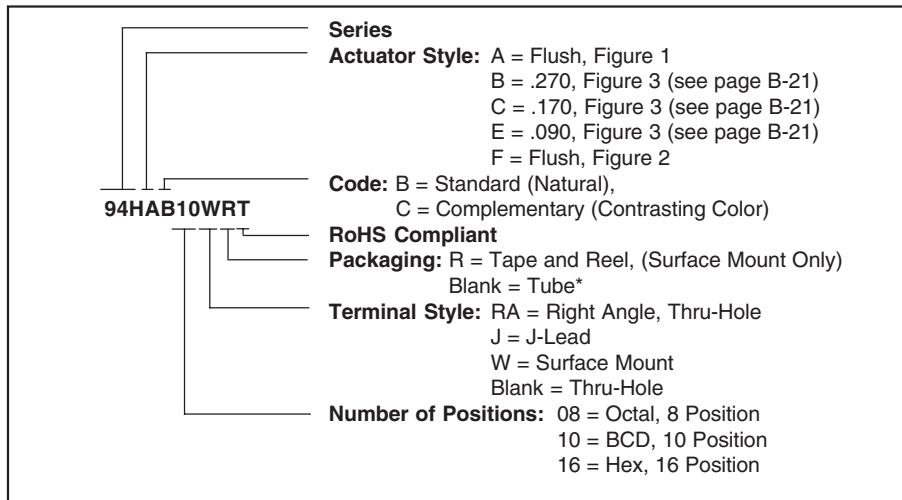 Series
Actuator Style: A = Flush, Figure 1
B = .270, Figure 3 (see page B-21)
C = .170, Figure 3 (see page B-21)
E = .090, Figure 3 (see page B-21)
F = Flush, Figure 2
Code: B = Standard (Natural),
C = Complementary (Contrasting Color)
94HAB10WRT
RoHS Compliant
Packaging: R = Tape and Reel, (Surface Mount Only)
Blank = Tube*
Terminal Style: RA = Right Angle, Thru-Hole
J = J-Lead
W = Surface Mount
Blank = Thru-Hole
Number of Positions: 08 = Octal, 8 Position
10 = BCD, 10 Position
16 = Hex, 16 Position